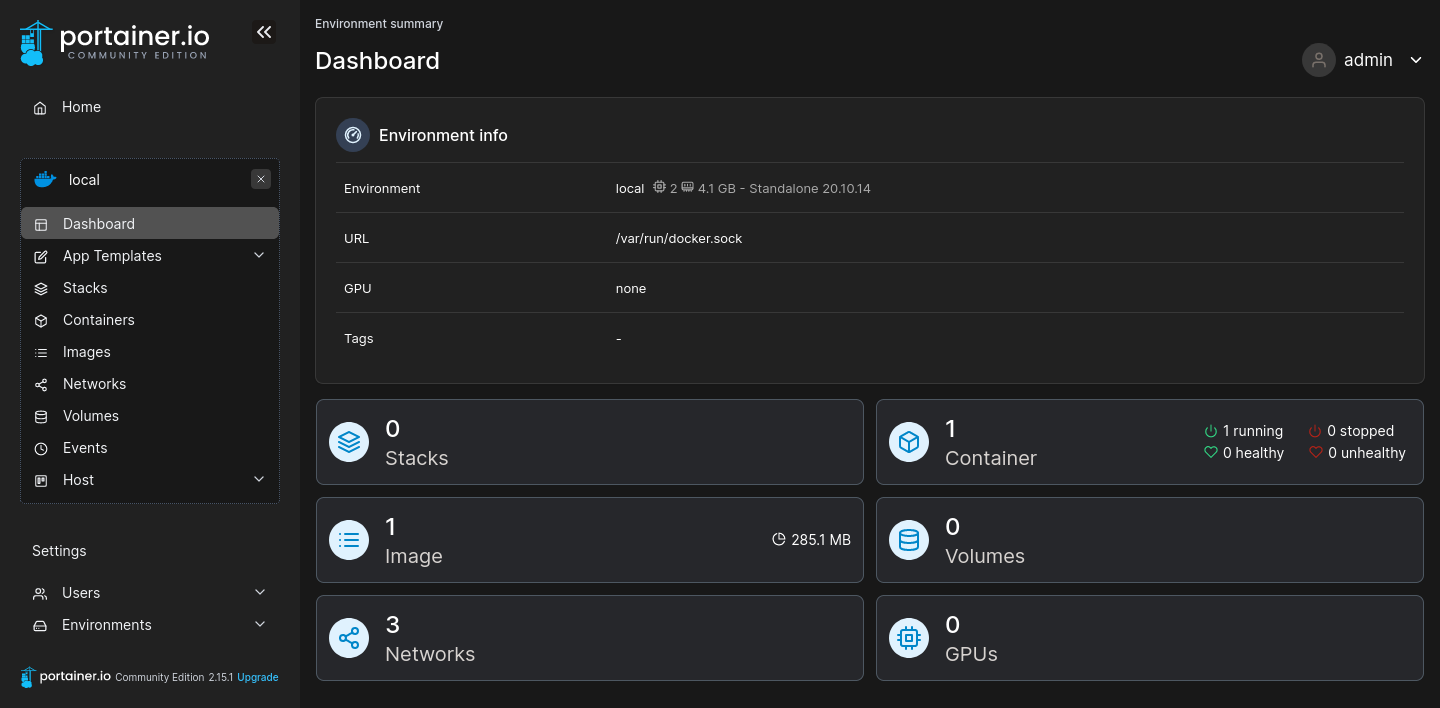 portainer.io
COMMUNITY EDITION
Home
local
Dashboard
App Templates
Stacks
Containers
Images
Networks
Volumes
Events
Host
Settings
Users
Environments
portainer.io Community Edition 2.15.1 Upgrade
Environment summary
Dashboard
admin
Environment info
Environment local 2 4.1 GB - Standalone 20.10.14
URL /var/run/docker.sock
GPU none
Tags -
0
Stacks
1
Container
1 running 0 stopped
0 healthy 0 unhealthy
1
Image
285.1 MB
0
Volumes
3
Networks
0
GPUs